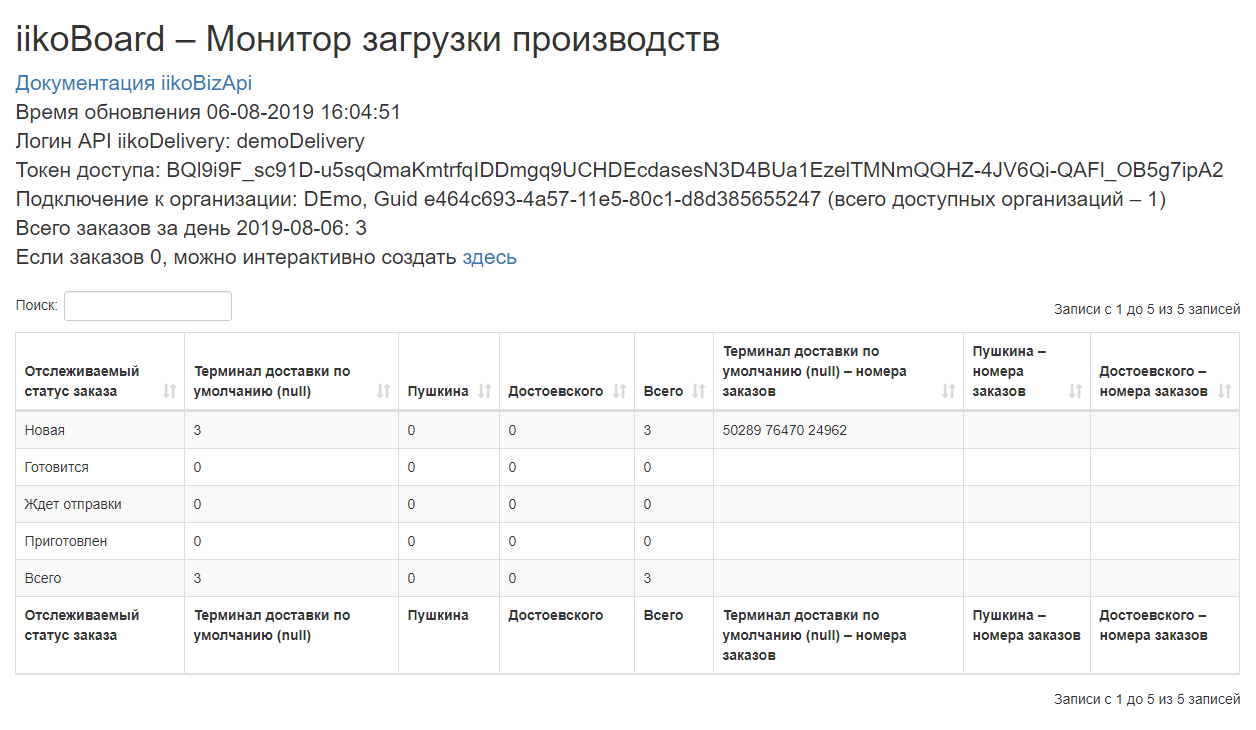 iikoBoard – Монитор загрузки производств
Документация iikoBizApi
Время обновления 06-08-2019 16:04:51
Логин API iikoDelivery: demoDelivery
Токен доступа: BQl9i9F_sc91D-u5sqQmaKmtrfqIDDmgq9UCHDEcdasesN3D4BUa1EzelTMNmQQHZ-4JV6Qi-QAFI_OB5g7ipA2
Подключение к организации: DEmo, Guid e464c693-4a57-11e5-80c1-d8d385655247 (всего доступных организаций – 1)
Всего заказов за день 2019-08-06: 3
Если заказов 0, можно интерактивно создать здесь
Поиск:
Записи с 1 до 5 из 5 записей
Отслеживаемый
статус заказа
Терминал доставки по
умолчанию (null)
Пушкина
Достоевского
Всего
Терминал доставки по
умолчанию (null) – номера
заказов
Пушкина –
номера
заказов
Достоевского –
номера заказов
Новая 3 0 0 3 50289 76470 24962
Готовится 0 0 0 0
Ждет отправки 0 0 0 0
Приготовлен 0 0 0 0
Всего 3 0 0 3
Отслеживаемый
статус заказа
Терминал доставки по
умолчанию (null)
Пушкина
Достоевского
Всего
Терминал доставки по
умолчанию (null) – номера
заказов
Пушкина –
номера заказов
Достоевского –
номера заказов
Записи с 1 до 5 из 5 записей